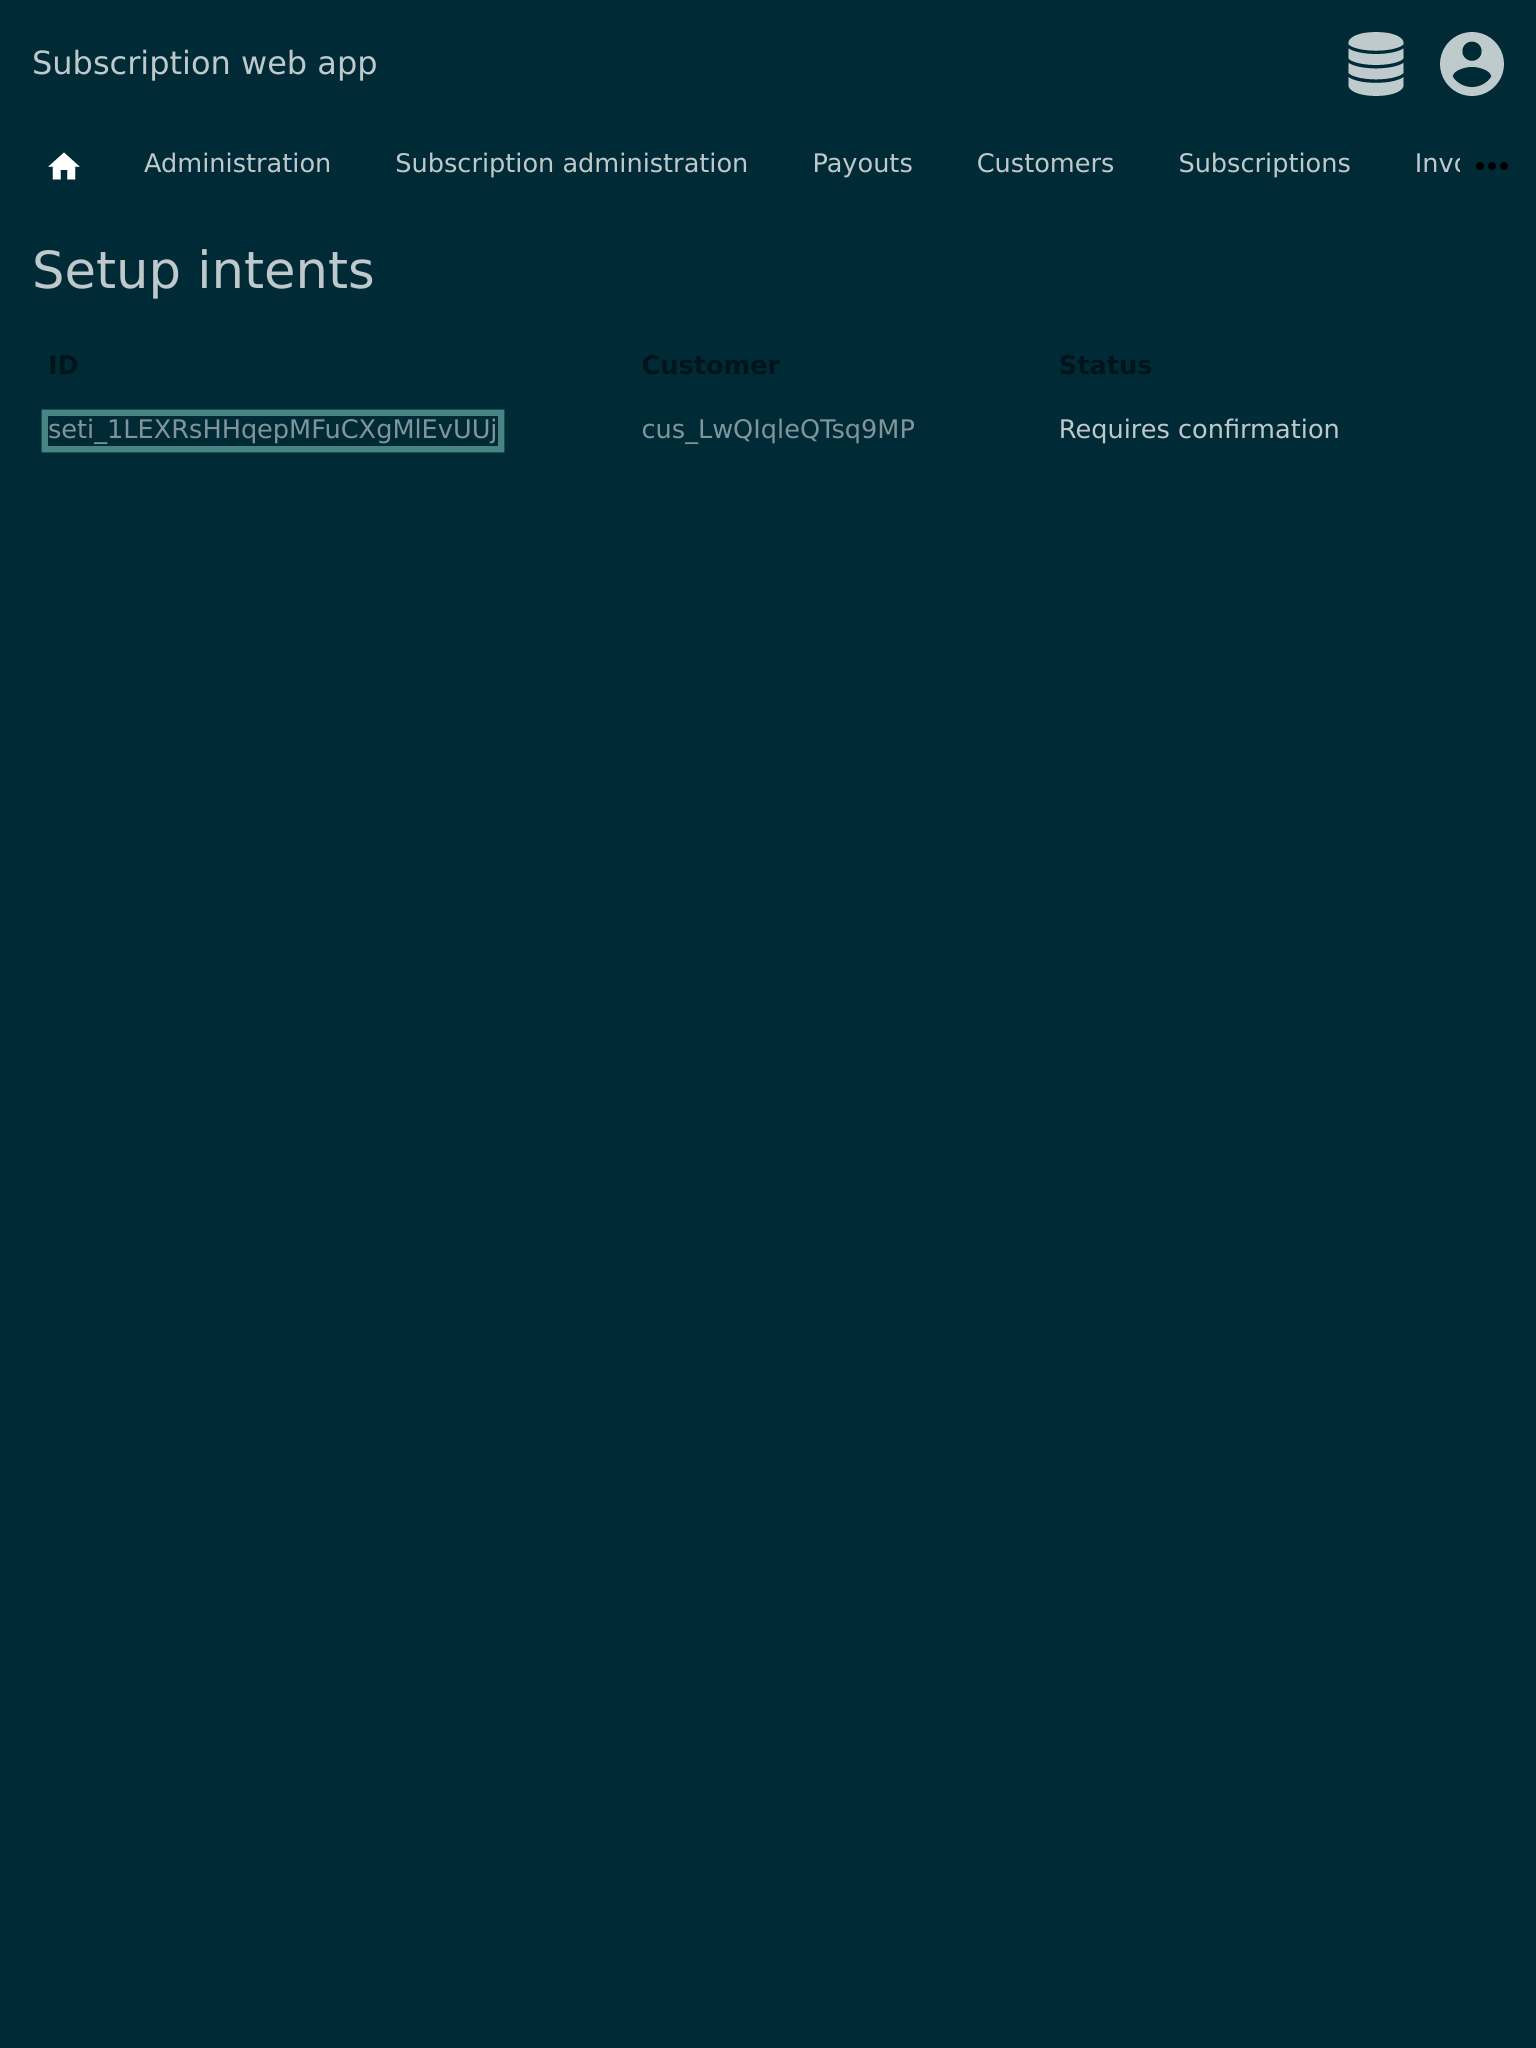 Subscription web app
Administration Subscription administration Payouts Customers Subscriptions Invo
Setup intents
ID Customer Status
seti_1LEXRsHHqepMFuCXgMlEvUUj cus_LwQIqleQTsq9MP Requires confirmation